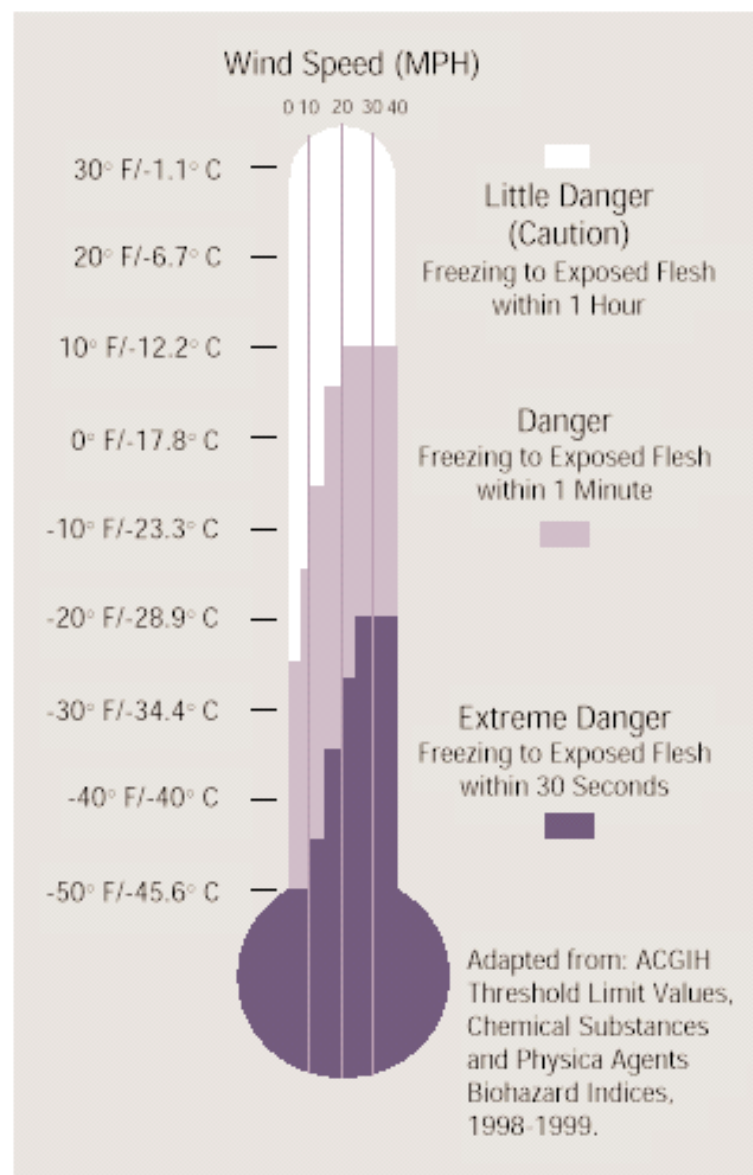 Wind Speed (MPH)
0 10 20 30 40
30° F/-1.1° C
20° F/-6.7° C
10° F/-12.2° C
0° F/-17.8° C
-10° F/-23.3° C
-20° F/-28.9° C
-30° F/-34.4° C
-40° F/-40° C
-50° F/-45.6° C
Little Danger
(Caution)
Freezing to Exposed Flesh
within 1 Hour
Danger
Freezing to Exposed Flesh
within 1 Minute
Extreme Danger
Freezing to Exposed Flesh
within 30 Seconds
Adapted from: ACGIH
Threshold Limit Values,
Chemical Substances
and Physica Agents
Biohazard Indices,
1998-1999.